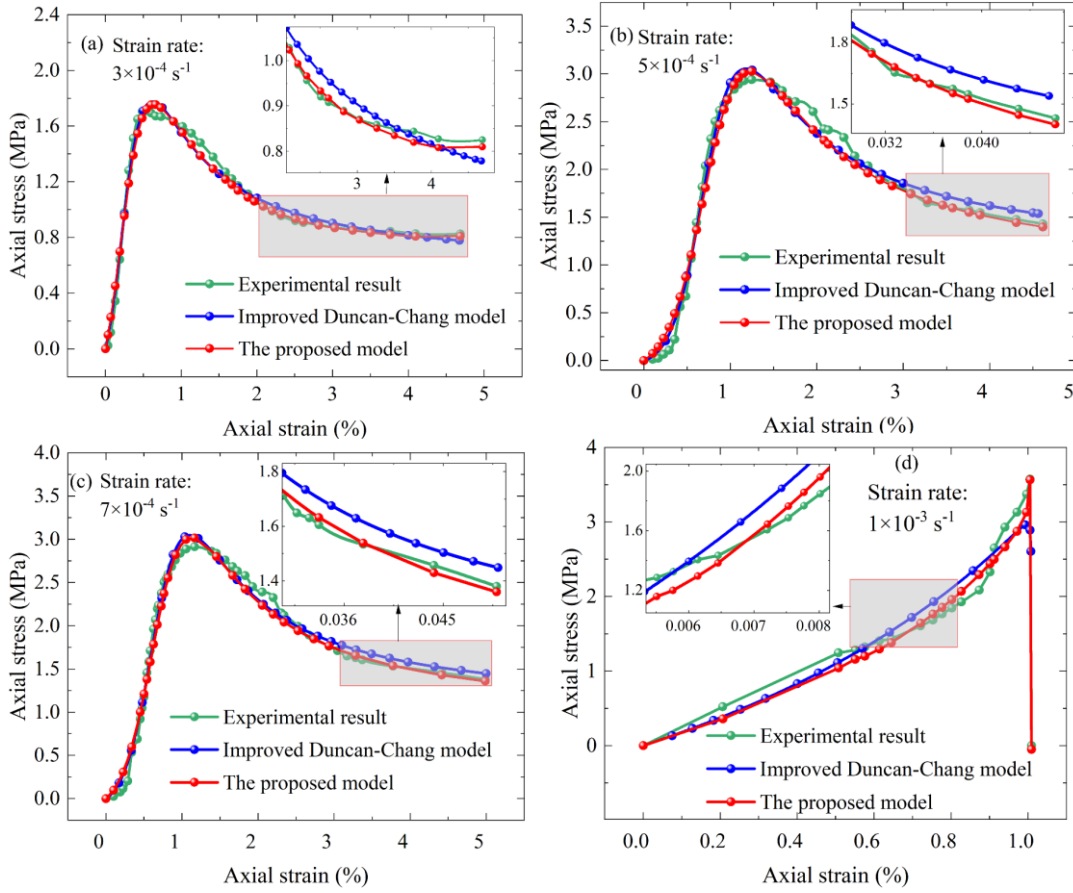 (a) Strain rate:
3×10⁻⁴ s⁻¹
2.4
2.0
1.6
1.2
0.8
0.4
0.0
Axial stress (MPa)
1.0
0.9
0.8
3 4
Experimental result
Improved Duncan-Chang model
The proposed model
0 1 2 3 4 5
Axial strain (%)
(b) Strain rate:
5×10⁻⁴ s⁻¹
3.5
3.0
2.5
2.0
1.5
1.0
0.5
0.0
Axial stress (MPa)
1.8
1.5
0.032 0.040
Experimental result
Improved Duncan-Chang model
The proposed model
0 1 2 3 4 5
Axial strain (%)
(c) Strain rate:
7×10⁻⁴ s⁻¹
4.0
3.5
3.0
2.5
2.0
1.5
1.0
0.5
0.0
Axial stress (MPa)
1.8
1.6
1.4
0.036 0.045
Experimental result
Improved Duncan-Chang model
The proposed model
0 1 2 3 4 5
Axial strain (%)
(d)
Strain rate:
1×10⁻³ s⁻¹
4
3
2
1
0
Axial stress (MPa)
2.0
1.6
1.2
0.006 0.007 0.008
Experimental result
Improved Duncan-Chang model
The proposed model
0.0 0.2 0.4 0.6 0.8 1.0
Axial strain (%)